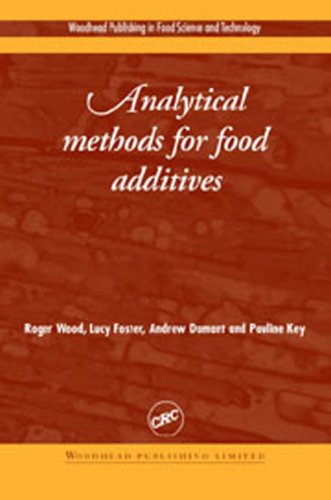 Woodhead Publishing in Food Science and Technology
Analytical
methods for food
additives
Roger Wood, Lucy Foster, Andrew Damant and Pauline Key
CRC
WOODHEAD PUBLISHING LIMITED